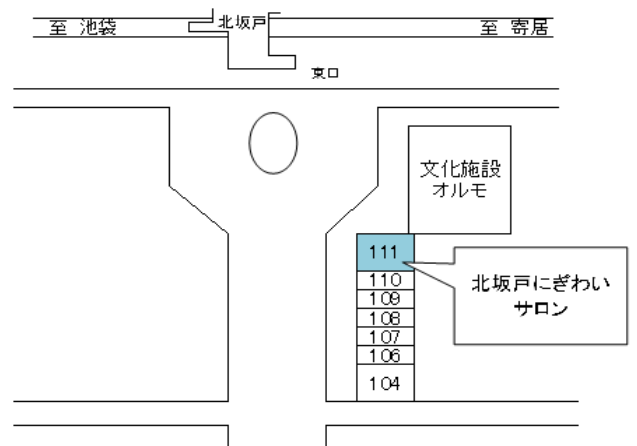 至 池袋
北坂戸
至 寄居
東口
文化施設
オルモ
111
110
109
108
107
106
104
北坂戸にぎわい
サロン